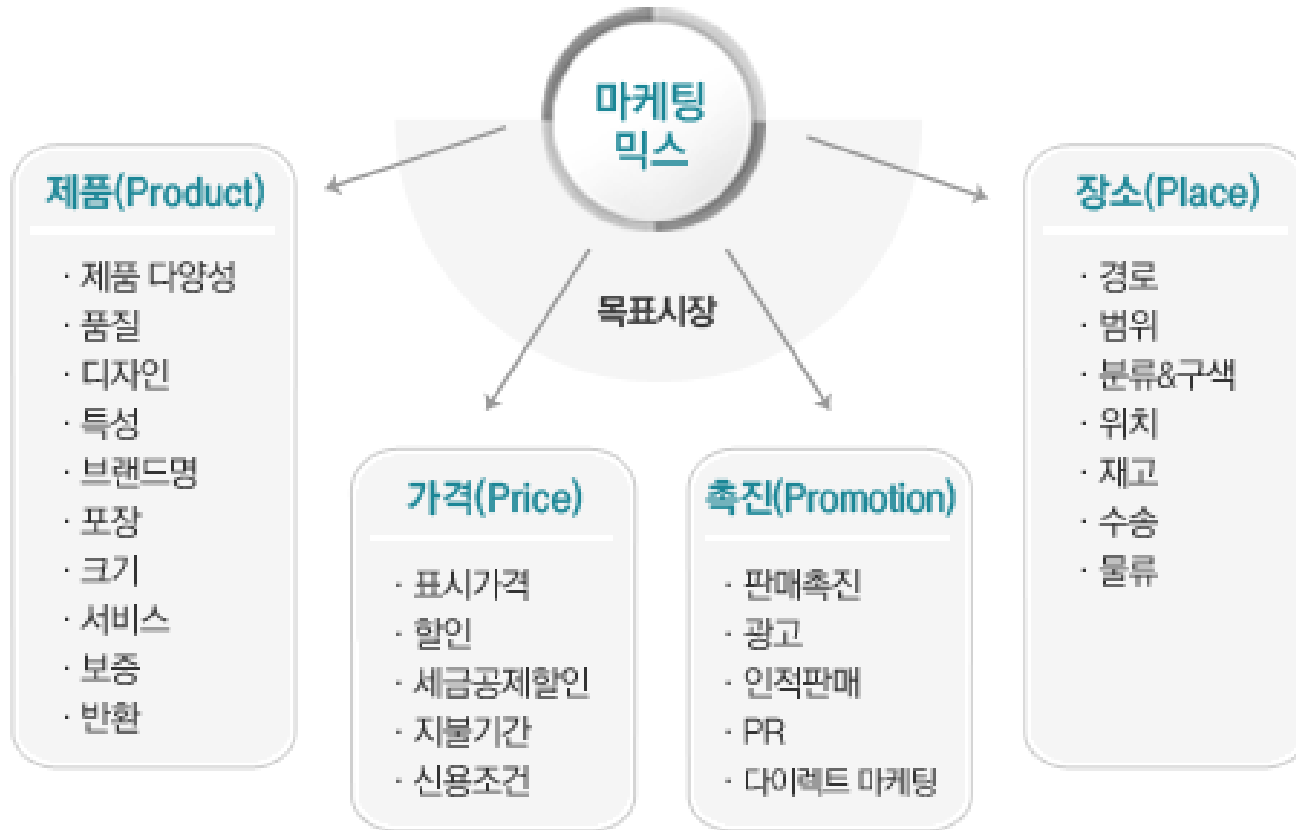 마케팅
믹스
목표시장
제품(Product)
· 제품 다양성
· 품질
· 디자인
· 특성
· 브랜드명
· 포장
· 크기
· 서비스
· 보증
· 반환
가격(Price)
· 표시가격
· 할인
· 세금공제할인
· 지불기간
· 신용조건
촉진(Promotion)
· 판매촉진
· 광고
· 인적판매
· PR
· 다이렉트 마케팅
장소(Place)
· 경로
· 범위
· 분류&구색
· 위치
· 재고
· 수송
· 물류